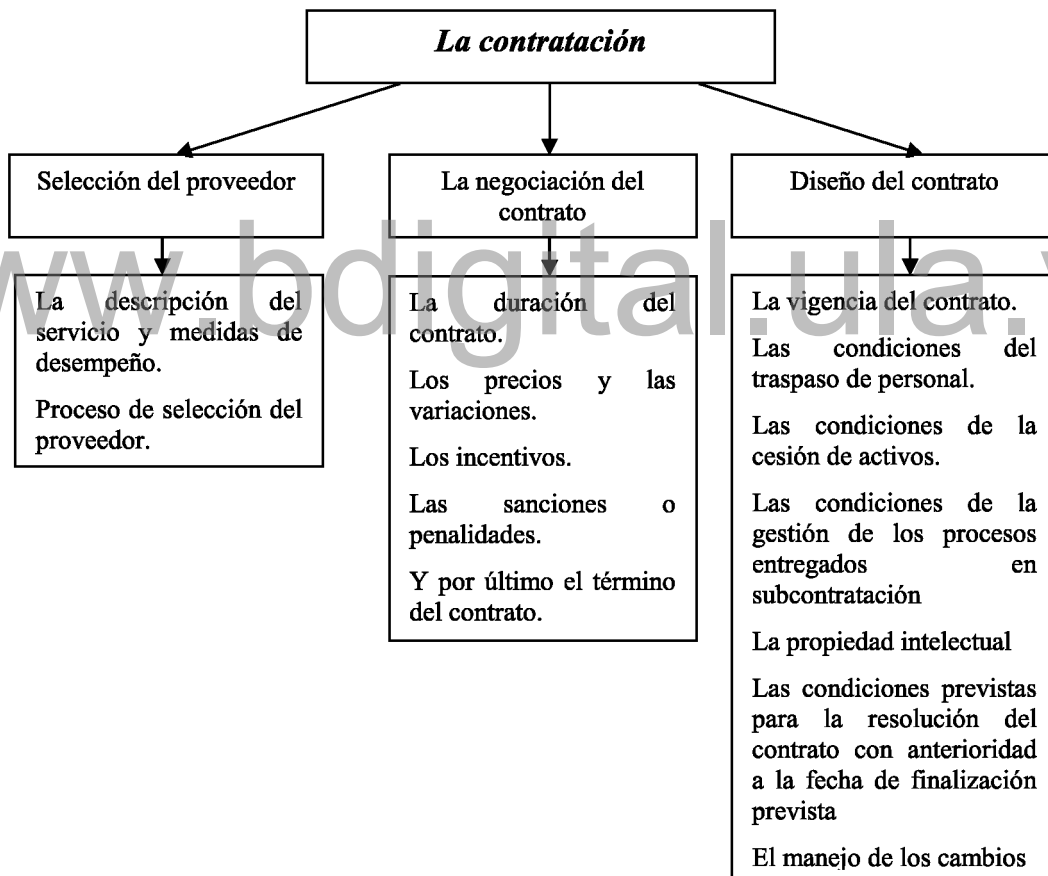 La contratación
Selección del proveedor
La negociación del
contrato
Diseño del contrato
La descripción del
servicio y medidas de
desempeño.
Proceso de selección del
proveedor.
La duración del
contrato.
Los precios y las
variaciones.
Los incentivos.
Las sanciones o
penalidades.
Y por último el término
del contrato.
La vigencia del contrato.
Las condiciones del
traspaso de personal.
Las condiciones de la
cesión de activos.
Las condiciones de la
gestión de los procesos
entregados en
subcontratación
La propiedad intelectual
Las condiciones previstas
para la resolución del
contrato con anterioridad
a la fecha de finalización
prevista
El manejo de los cambios
www.bdigital.ula.v